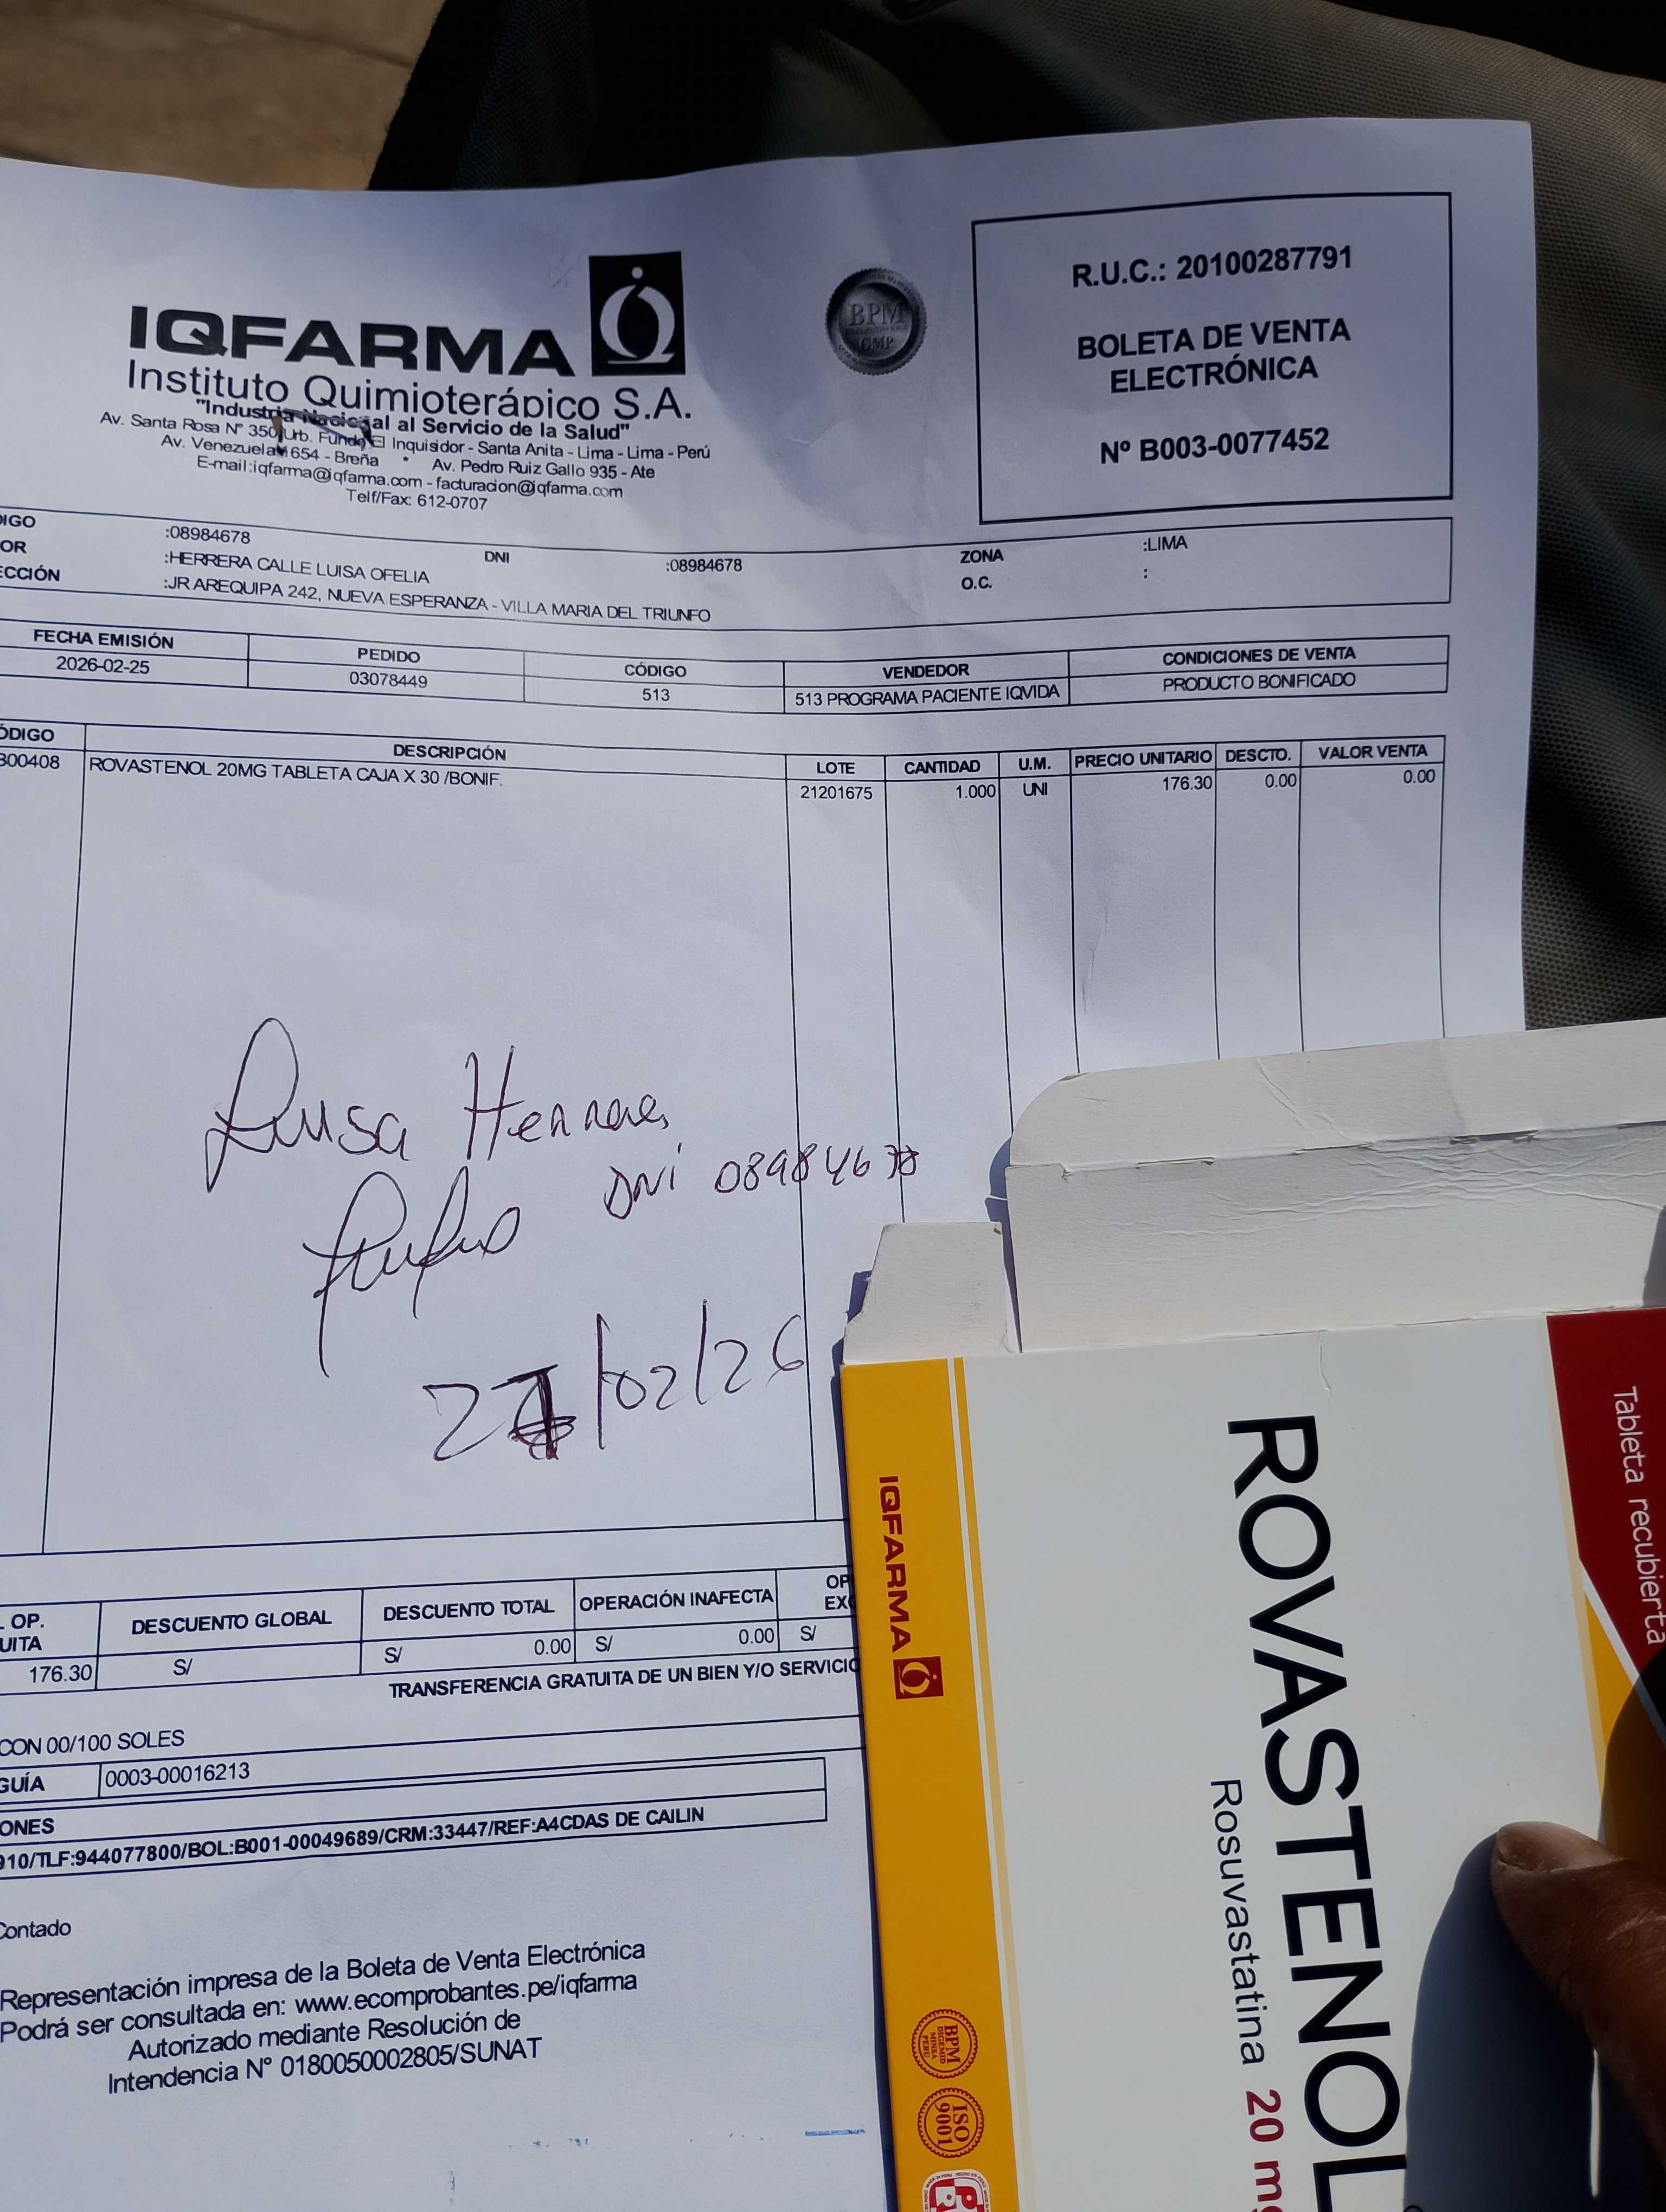 IQFARMA
Instituto Quimioterápico S.A.
"Industria Nacional al Servicio de la Salud"
Av. Santa Rosa Nº 350 Urb. Fundo El Inquisidor - Santa Anita - Lima - Lima - Perú
Av. Venezuela 1654 - Breña * Av. Pedro Ruiz Gallo 935 - Ate
E-mail:iqfarma@iqfarma.com - facturacion@iqfarma.com
Telf/Fax: 612-0707
BPM
GMP
R.U.C.: 20100287791
BOLETA DE VENTA
ELECTRÓNICA
Nº B003-0077452
DIGO :08984678 DNI :08984678 ZONA :LIMA
OR :HERRERA CALLE LUISA OFELIA O.C. :
ECCIÓN :JR AREQUIPA 242, NUEVA ESPERANZA - VILLA MARIA DEL TRIUNFO
FECHA EMISIÓN PEDIDO CÓDIGO VENDEDOR CONDICIONES DE VENTA
2026-02-25 03078449 513 513 PROGRAMA PACIENTE IQVIDA PRODUCTO BONIFICADO
ÓDIGO DESCRIPCIÓN LOTE CANTIDAD U.M. PRECIO UNITARIO DESCTO. VALOR VENTA
300408 ROVASTENOL 20MG TABLETA CAJA X 30 /BONIF. 21201675 1.000 UNI 176.30 0.00 0.00
Luisa Herrera
DNI 08984678
27/02/26
OP. DESCUENTO GLOBAL DESCUENTO TOTAL OPERACIÓN INAFECTA OP
UITA EX
176.30 S/ S/ 0.00 S/ 0.00 S/
TRANSFERENCIA GRATUITA DE UN BIEN Y/O SERVICIO
CON 00/100 SOLES
GUÍA 0003-00016213
ONES
910/TLF:944077800/BOL:B001-00049689/CRM:33447/REF:A4CDAS DE CAILIN
Contado
Representación impresa de la Boleta de Venta Electrónica
Podrá ser consultada en: www.ecomprobantes.pe/iqfarma
Autorizado mediante Resolución de
Intendencia N° 0180050002805/SUNAT
Tableta recubierta
ROVASTENOL
Rosuvastatina 20 mg
IQFARMA
BPM
DIGEMID
MINSA
PERU
ISO
9001